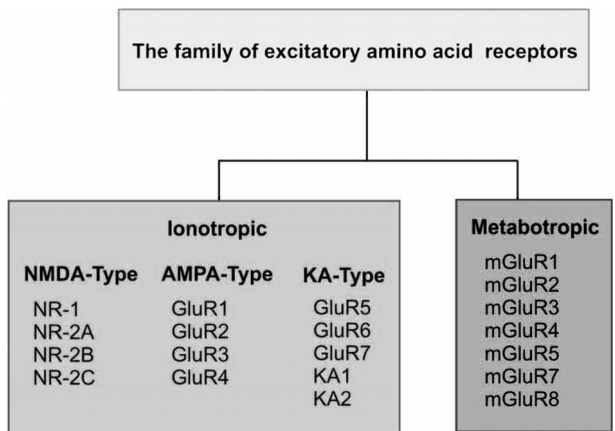 The family of excitatory amino acid receptors
Ionotropic
NMDA-Type
NR-1
NR-2A
NR-2B
NR-2C
AMPA-Type
GluR1
GluR2
GluR3
GluR4
KA-Type
GluR5
GluR6
GluR7
KA1
KA2
Metabotropic
mGluR1
mGluR2
mGluR3
mGluR4
mGluR5
mGluR7
mGluR8